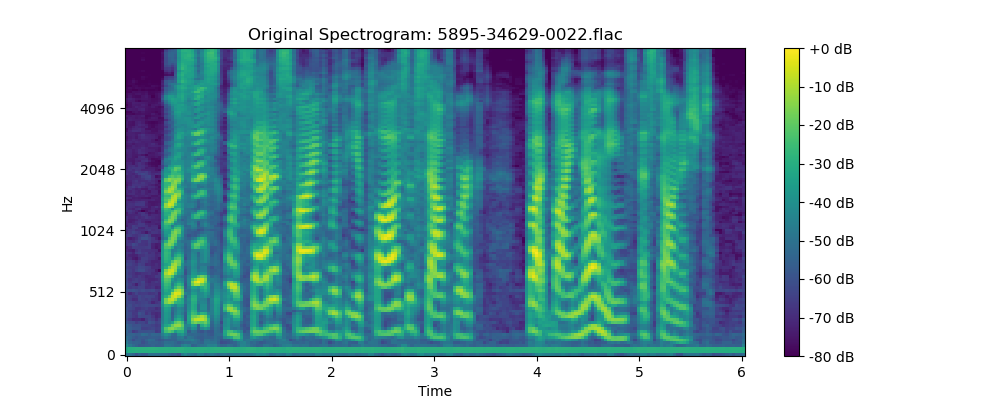 Original Spectrogram: 5895-34629-0022.flac
Hz
4096
2048
1024
512
0
0 1 2 3 4 5 6
Time
+0 dB
-10 dB
-20 dB
-30 dB
-40 dB
-50 dB
-60 dB
-70 dB
-80 dB